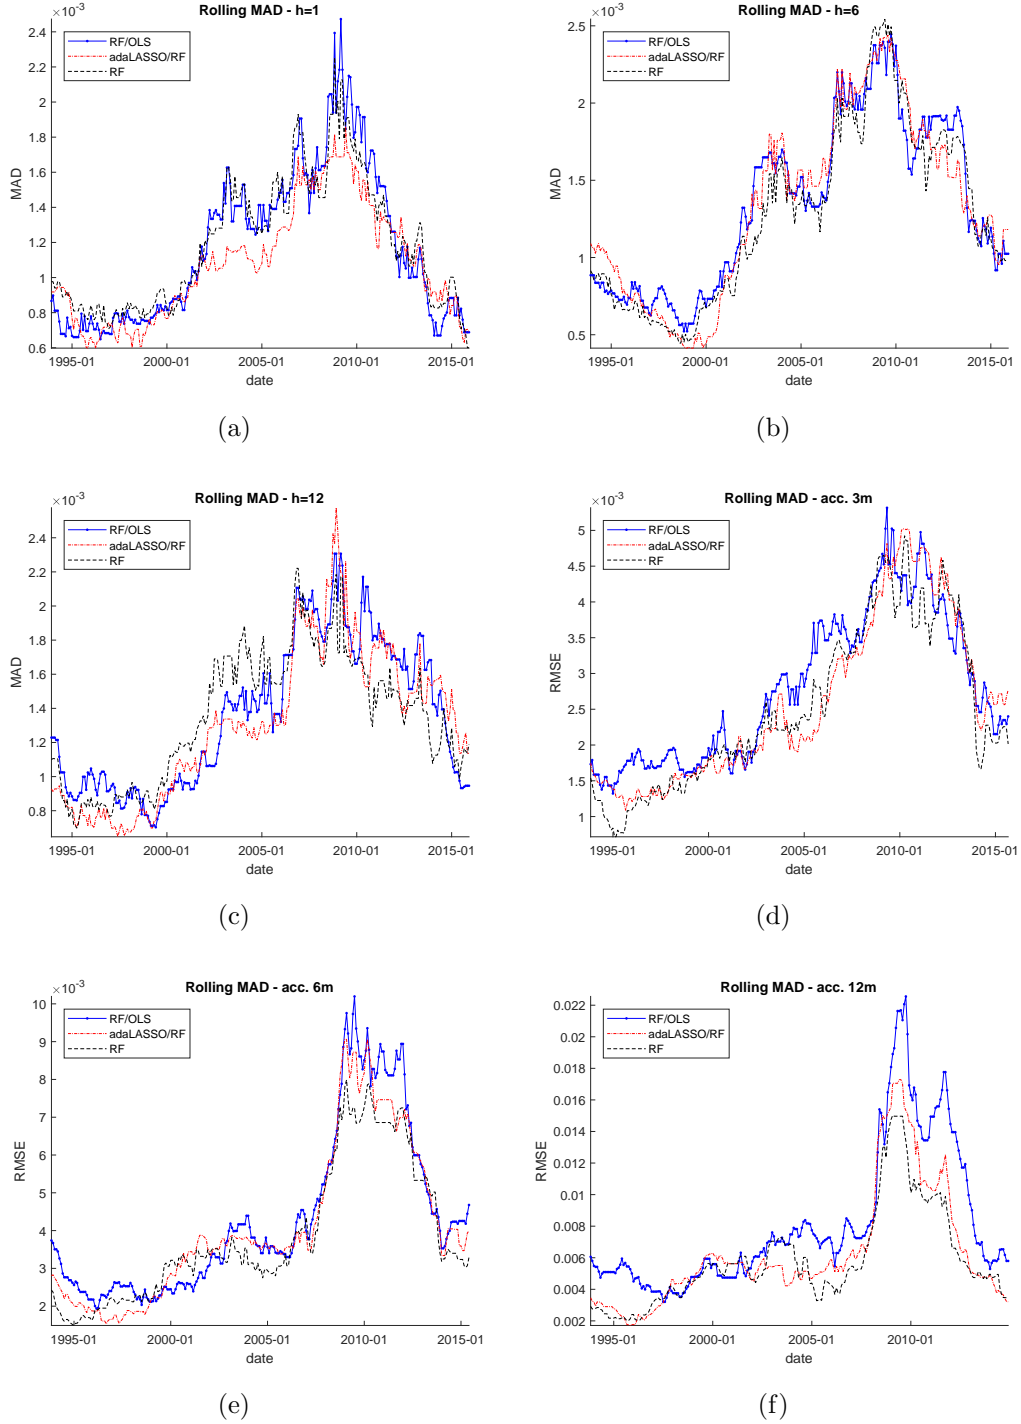 ×10⁻³
Rolling MAD - h=1
RF/OLS
adaLASSO/RF
RF
2.4
2.2
2
1.8
1.6
1.4
1.2
1
0.8
0.6
MAD
1995-01
2000-01
2005-01
2010-01
2015-01
date
(a)
×10⁻³
Rolling MAD - h=6
RF/OLS
adaLASSO/RF
RF
2.5
2
1.5
1
0.5
MAD
1995-01
2000-01
2005-01
2010-01
2015-01
date
(b)
×10⁻³
Rolling MAD - h=12
RF/OLS
adaLASSO/RF
RF
2.4
2.2
2
1.8
1.6
1.4
1.2
1
0.8
MAD
1995-01
2000-01
2005-01
2010-01
2015-01
date
(c)
×10⁻³
Rolling MAD - acc. 3m
RF/OLS
adaLASSO/RF
RF
5
4.5
4
3.5
3
2.5
2
1.5
1
RMSE
1995-01
2000-01
2005-01
2010-01
2015-01
date
(d)
×10⁻³
Rolling MAD - acc. 6m
RF/OLS
adaLASSO/RF
RF
10
9
8
7
6
5
4
3
2
RMSE
1995-01
2000-01
2005-01
2010-01
2015-01
date
(e)
Rolling MAD - acc. 12m
RF/OLS
adaLASSO/RF
RF
0.022
0.02
0.018
0.016
0.014
0.012
0.01
0.008
0.006
0.004
0.002
RMSE
1995-01
2000-01
2005-01
2010-01
date
(f)